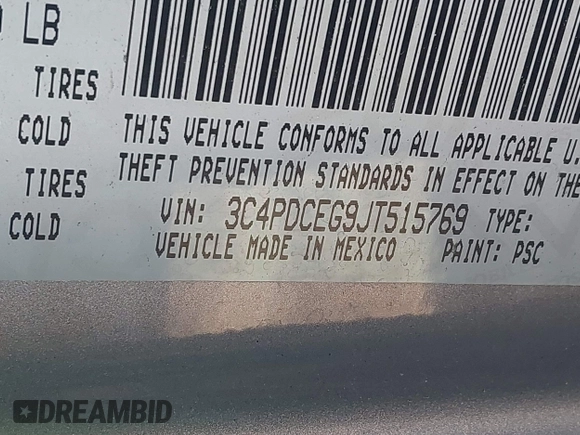 LB
TIRES
COLD THIS VEHICLE CONFORMS TO ALL APPLICABLE U.
THEFT PREVENTION STANDARDS IN EFFECT ON THE
TIRES VIN: 3C4PDCEG9JT515769 TYPE:
COLD VEHICLE MADE IN MEXICO PAINT: PSC
DREAMBID